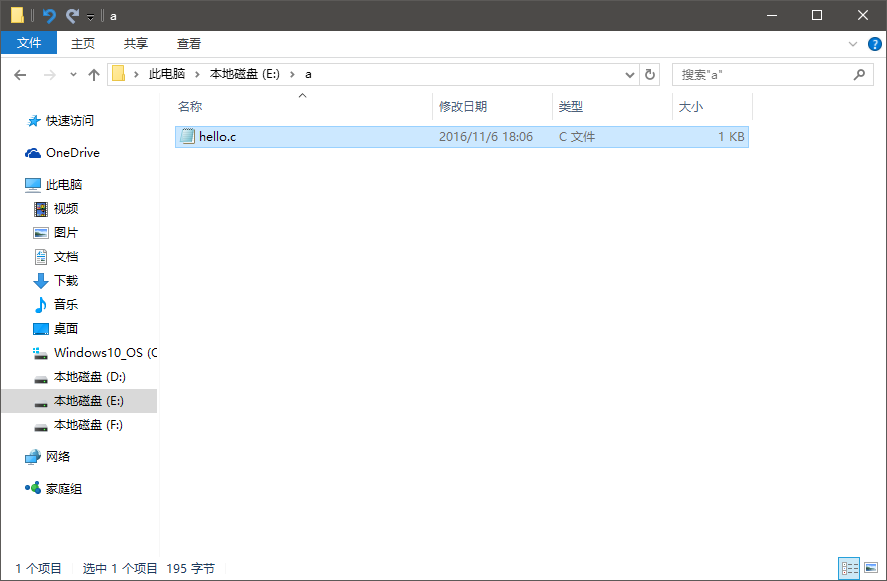 a
文件 主页 共享 查看
此电脑 本地磁盘 (E:) a 搜索"a"
名称 修改日期 类型 大小
hello.c 2016/11/6 18:06 C 文件 1 KB
快速访问
OneDrive
此电脑
视频
图片
文档
下载
音乐
桌面
Windows10_OS (C
本地磁盘 (D:)
本地磁盘 (E:)
本地磁盘 (F:)
网络
家庭组
1 个项目 选中 1 个项目 195 字节